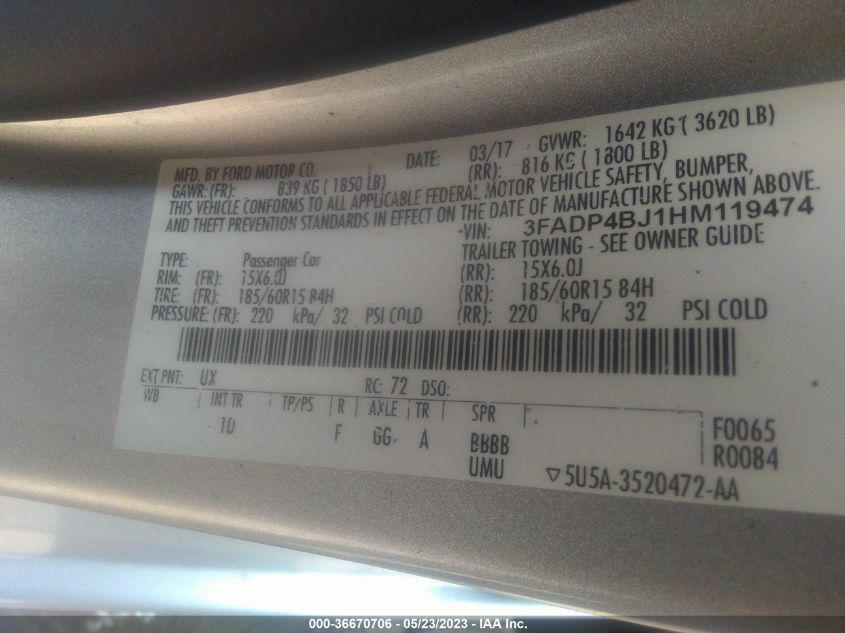 MFD. BY FORD MOTOR CO. DATE: 03/17 GVWR: 1642 KG ( 3620 LB)
GAWR: (FR): 839 KG ( 1850 LB) (RR): 816 KG ( 1800 LB)
THIS VEHICLE CONFORMS TO ALL APPLICABLE FEDERAL MOTOR VEHICLE SAFETY, BUMPER,
AND THEFT PREVENTION STANDARDS IN EFFECT ON THE DATE OF MANUFACTURE SHOWN ABOVE.
VIN: 3FADP4BJ1HM119474
TRAILER TOWING - SEE OWNER GUIDE
TYPE: Passenger Car
RIM: (FR): 15X6.0J (RR): 15X6.0J
TIRE: (FR): 185/60R15 84H (RR): 185/60R15 84H
PRESSURE: (FR): 220 kPa/ 32 PSI COLD (RR): 220 kPa/ 32 PSI COLD
EXT PNT: UX RC: 72 DSO:
WB INT TR TP/PS R AXLE TR SPR
1D F GG A BBBB F0065
UMU R0084
5U5A-3520472-AA
000-36670706 - 05/23/2023 - IAA Inc.